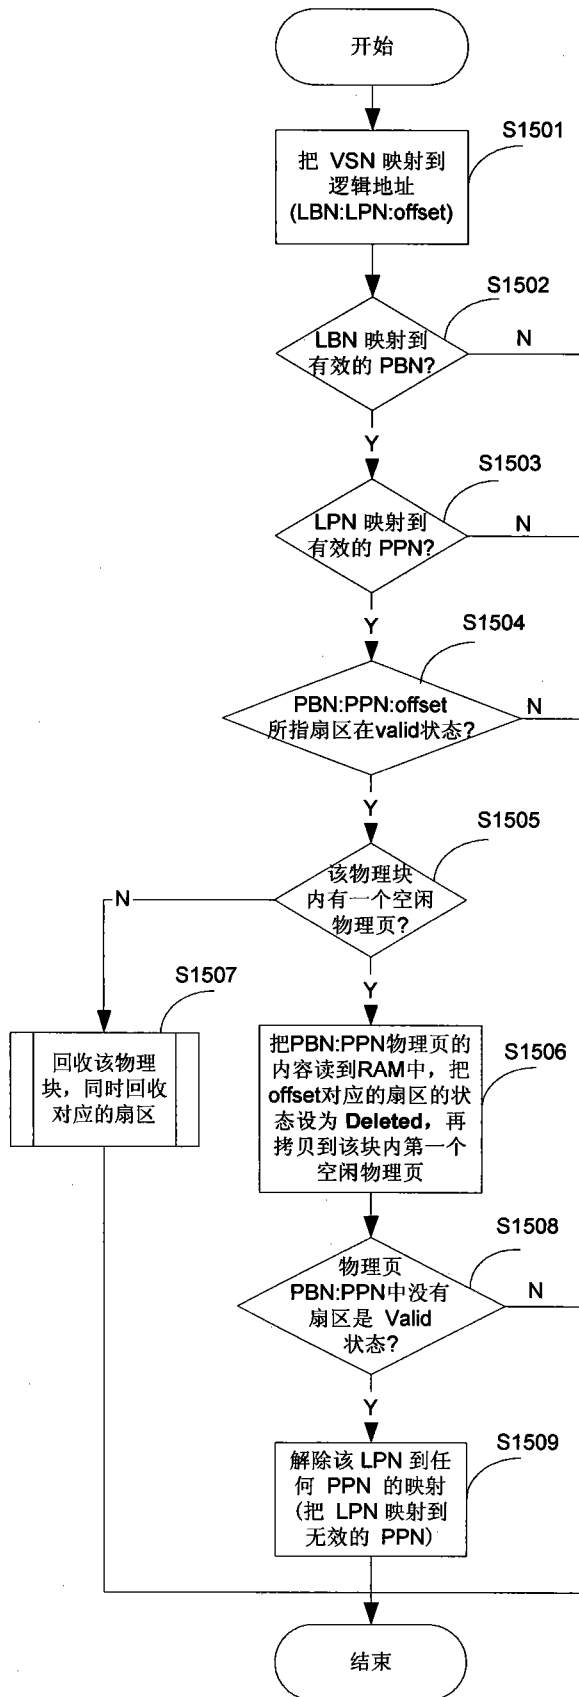 开始
S1501
把 VSN 映射到
逻辑地址
(LBN:LPN:offset)
S1502
LBN 映射到
有效的 PBN?
N
Y
S1503
LPN 映射到
有效的 PPN?
N
Y
S1504
PBN:PPN:offset
所指扇区在valid状态?
N
Y
S1505
该物理块
内有一个空闲
物理页?
N
Y
S1507
回收该物理
块，同时回收
对应的扇区
S1506
把PBN:PPN物理页的
内容读到RAM中，把
offset对应的扇区的状
态设为 Deleted，再
拷贝到该块内第一个
空闲物理页
S1508
物理页
PBN:PPN中没有
扇区是 Valid
状态?
N
Y
S1509
解除该 LPN 到任
何 PPN 的映射
(把 LPN 映射到
无效的 PPN)
结束